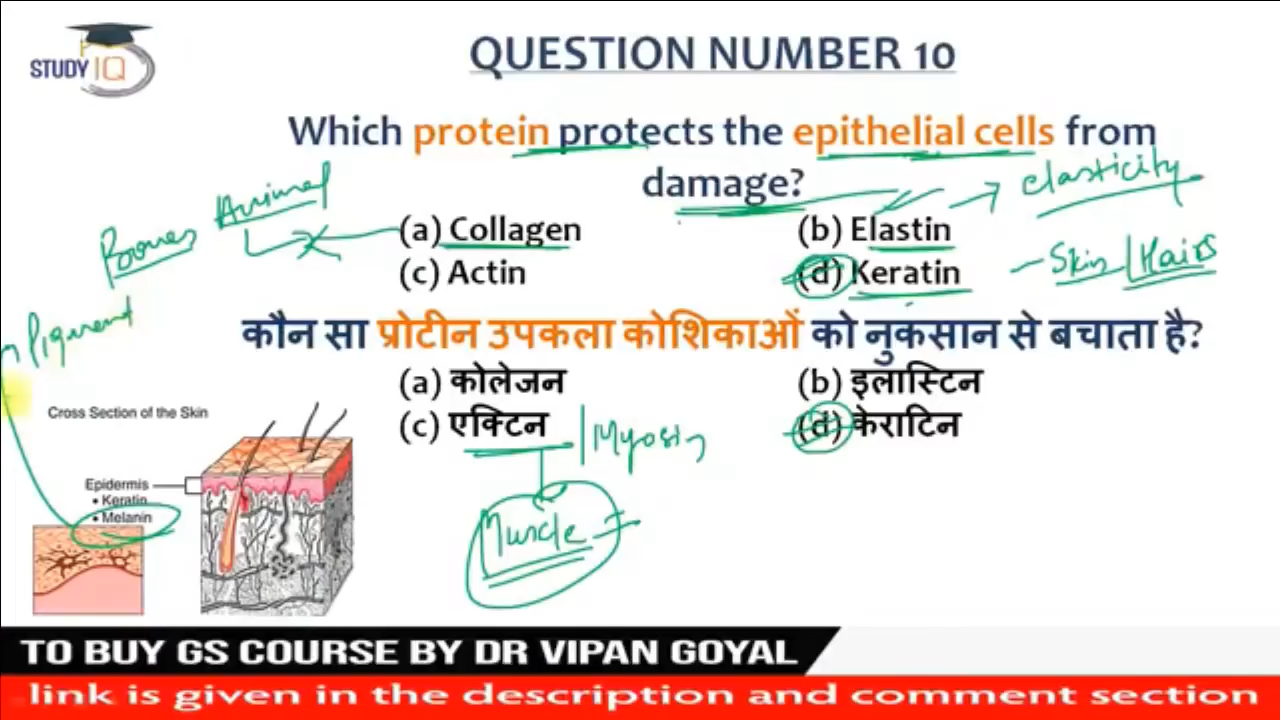 STUDY IQ
QUESTION NUMBER 10
Which protein protects the epithelial cells from
damage?
Elasticity
Animal
Bones
(a) Collagen (b) Elastin
(c) Actin (d) Keratin
Skin | Hairs
Pigment
कौन सा प्रोटीन उपकला कोशिकाओं को नुकसान से बचाता है?
(a) कोलेजन (b) इलास्टिन
(c) एक्टिन (d) केराटिन
| Myosin
Muscle
Cross Section of the Skin
Epidermis
• Keratin
• Melanin
TO BUY GS COURSE BY DR VIPAN GOYAL
link is given in the description and comment section